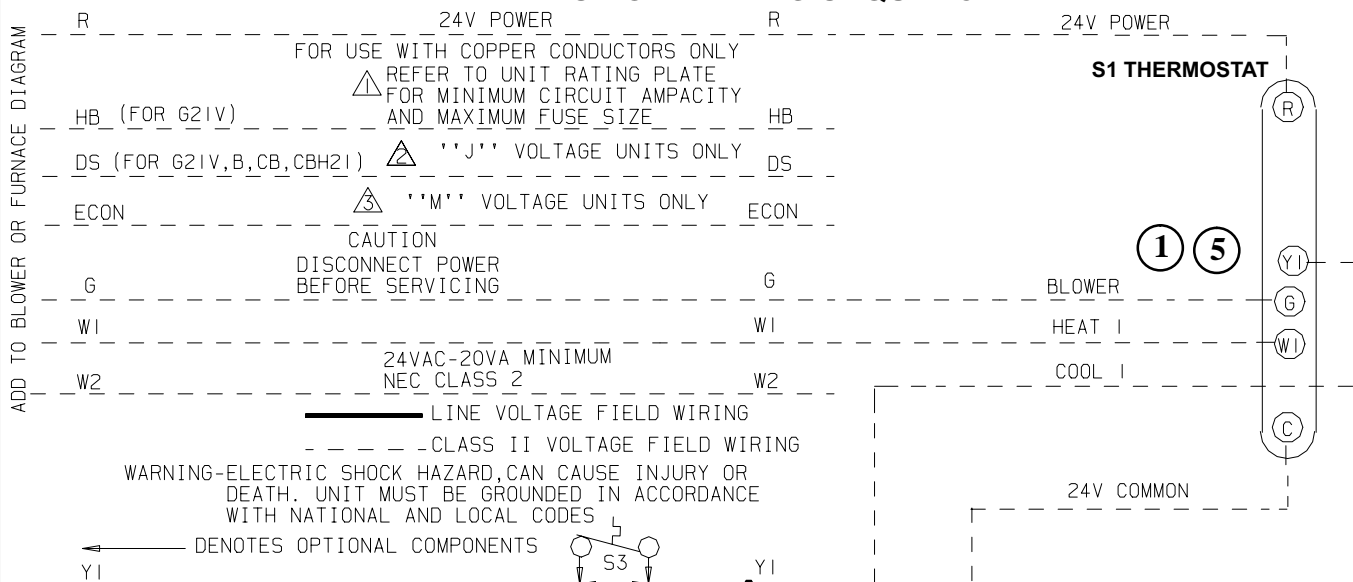 R 24V POWER R 24V POWER
FOR USE WITH COPPER CONDUCTORS ONLY
S1 THERMOSTAT
1 REFER TO UNIT RATING PLATE
FOR MINIMUM CIRCUIT AMPACITY
AND MAXIMUM FUSE SIZE
R
HB (FOR G21V) HB
2 ''J'' VOLTAGE UNITS ONLY
DS (FOR G21V,B,CB,CBH21) DS
3 ''M'' VOLTAGE UNITS ONLY
ECON ECON
CAUTION
DISCONNECT POWER
BEFORE SERVICING
1 5
Y1
G G BLOWER G
W1 W1 HEAT 1 W1
24VAC-20VA MINIMUM
NEC CLASS 2
COOL 1
W2 W2
ADD TO BLOWER OR FURNACE DIAGRAM
LINE VOLTAGE FIELD WIRING
C
CLASS II VOLTAGE FIELD WIRING
WARNING-ELECTRIC SHOCK HAZARD,CAN CAUSE INJURY OR
DEATH. UNIT MUST BE GROUNDED IN ACCORDANCE
WITH NATIONAL AND LOCAL CODES
24V COMMON
DENOTES OPTIONAL COMPONENTS
S3
Y1 Y1